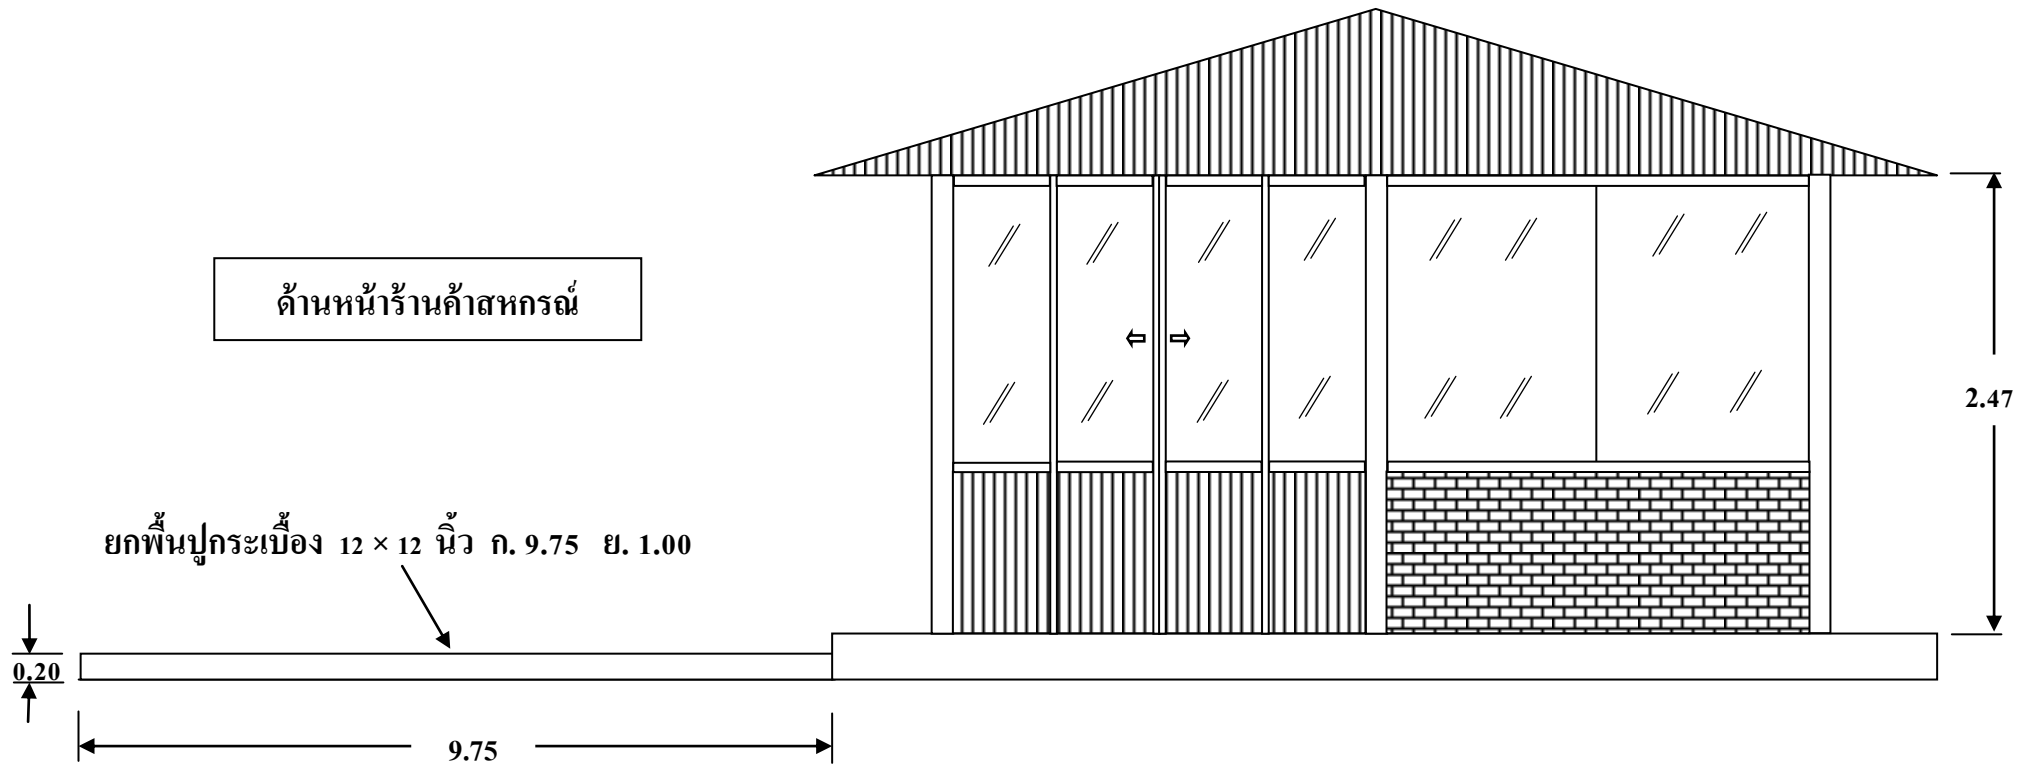 ด้านหน้าร้านค้าสหกรณ์
2.47
ยกพื้นปูกระเบื้อง 12 × 12 นิ้ว ก. 9.75 ย. 1.00
0.20
9.75